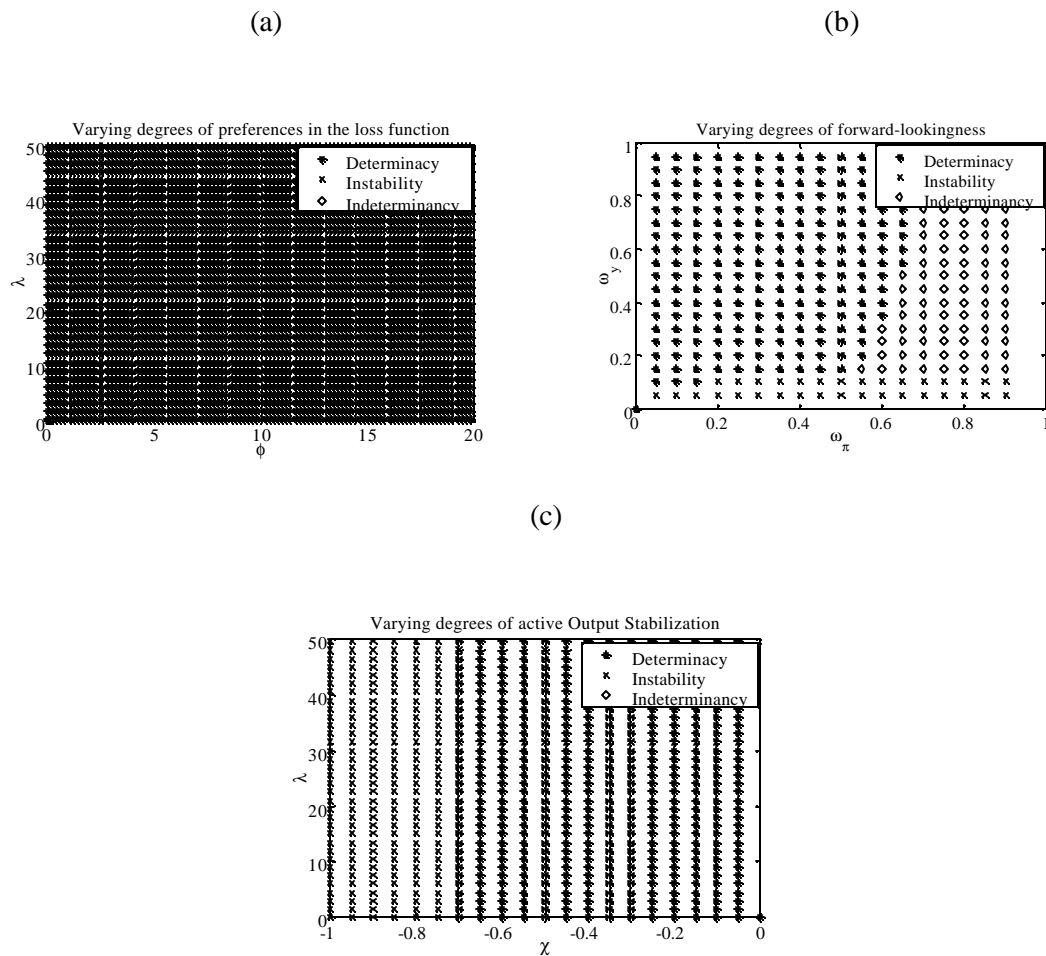 (a)
(b)
Varying degrees of preferences in the loss function
50
40
30
20
10
0
λ
Determinacy
Instability
Indeterminancy
0 5 10 15 20
ϕ
Varying degrees of forward-lookingness
1
0.8
0.6
0.4
0.2
0
ω_y
Determinacy
Instability
Indeterminancy
0 0.2 0.4 0.6 0.8 1
ω_π
(c)
Varying degrees of active Output Stabilization
50
40
30
20
10
0
λ
Determinacy
Instability
Indeterminancy
-1 -0.8 -0.6 -0.4 -0.2 0
χ